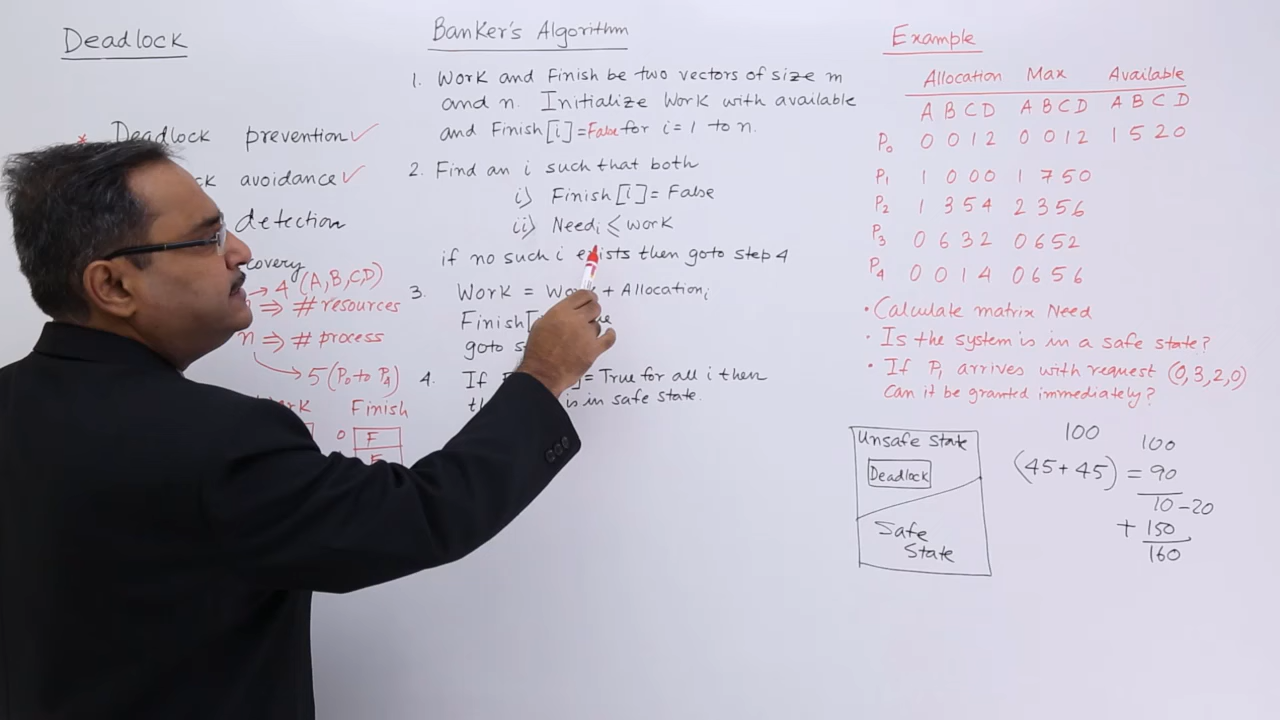 Deadlock
* Deadlock prevention ✓
avoidance ✓
detection
4 (A,B,CD)
⇒ # resources
n ⇒ # process
5 (P0 to P4)
Finish
0 F
Banker's Algorithm
1. Work and Finish be two vectors of size m
and n. Initialize Work with available
and Finish[i]=False for i = 1 to n.
2. Find an i such that both
i) Finish[i] = False
ii) Needi ≤ work
if no such i exists then goto step 4
3. Work = Work + Allocationi
Finish[
goto
4. If = True for all i then
is in safe state.
Example
Allocation Max Available
A B C D A B C D A B C D
P0 0 0 1 2 0 0 1 2 1 5 2 0
P1 1 0 0 0 1 7 5 0
P2 1 3 5 4 2 3 5 6
P3 0 6 3 2 0 6 5 2
P4 0 0 1 4 0 6 5 6
• Calculate matrix Need
• Is the system is in a safe state?
• If P1 arrives with request (0,3,2,0)
Can it be granted immediately?
Unsafe State
Deadlock
Safe
State
100
100
(45+45) = 90
10 - 20
+ 150
160